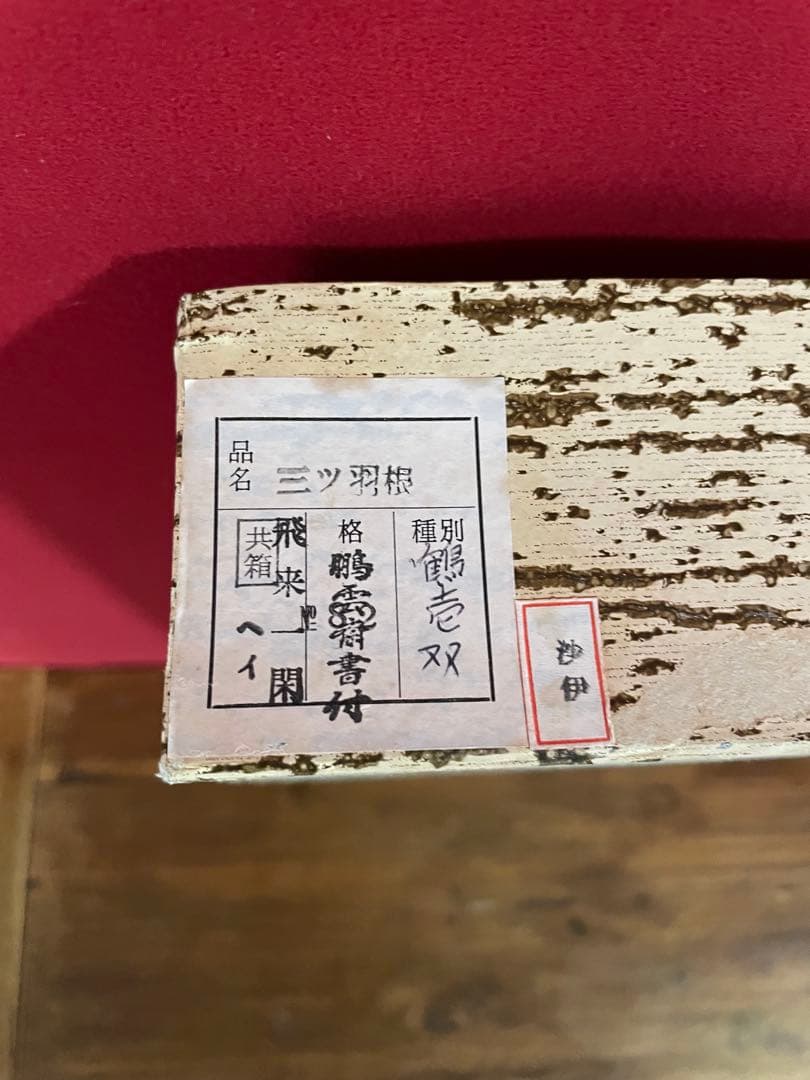 品名 三ツ羽根
種別
鶴壱双
格
鵬雲斎書付
飛来一閑
共箱
ヘイ
沙伊